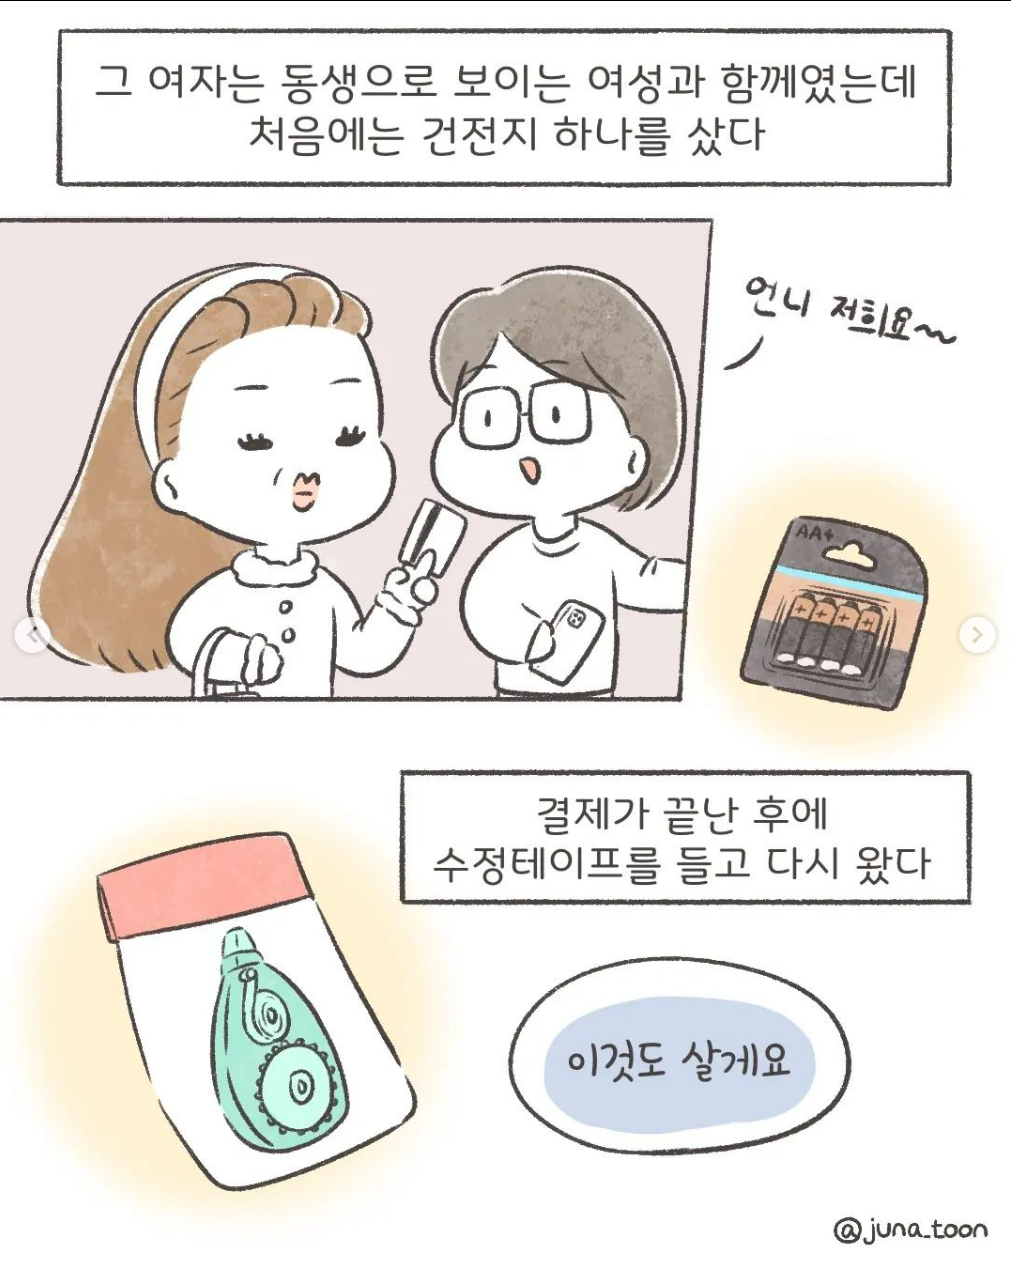 그 여자는 동생으로 보이는 여성과 함께였는데
처음에는 건전지 하나를 샀다
언니 저희요~
AA+
결제가 끝난 후에
수정테이프를 들고 다시 왔다
이것도 살게요
@juna_toon